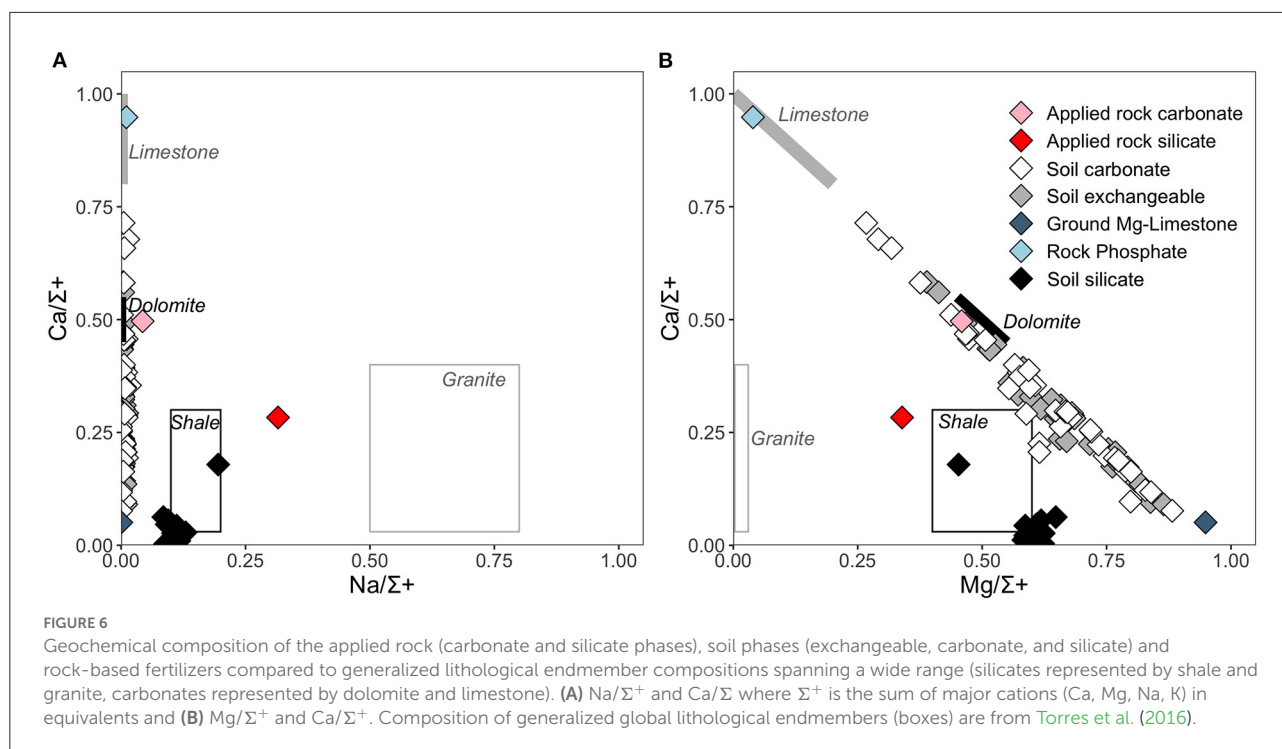 A
B
1.00
0.75
0.50
0.25
0.00
Ca/Σ+
Limestone
Dolomite
Shale
Granite
0.00 0.25 0.50 0.75 1.00
Na/Σ+
1.00
0.75
0.50
0.25
0.00
Ca/Σ+
Limestone
Dolomite
Shale
Granite
0.00 0.25 0.50 0.75 1.00
Mg/Σ+
Applied rock carbonate
Applied rock silicate
Soil carbonate
Soil exchangeable
Ground Mg-Limestone
Rock Phosphate
Soil silicate
FIGURE 6
Geochemical composition of the applied rock (carbonate and silicate phases), soil phases (exchangeable, carbonate, and silicate) and
rock-based fertilizers compared to generalized lithological endmember compositions spanning a wide range (silicates represented by shale and
granite, carbonates represented by dolomite and limestone). (A) Na/Σ⁺ and Ca/Σ where Σ⁺ is the sum of major cations (Ca, Mg, Na, K) in
equivalents and (B) Mg/Σ⁺ and Ca/Σ⁺. Composition of generalized global lithological endmembers (boxes) are from Torres et al. (2016).